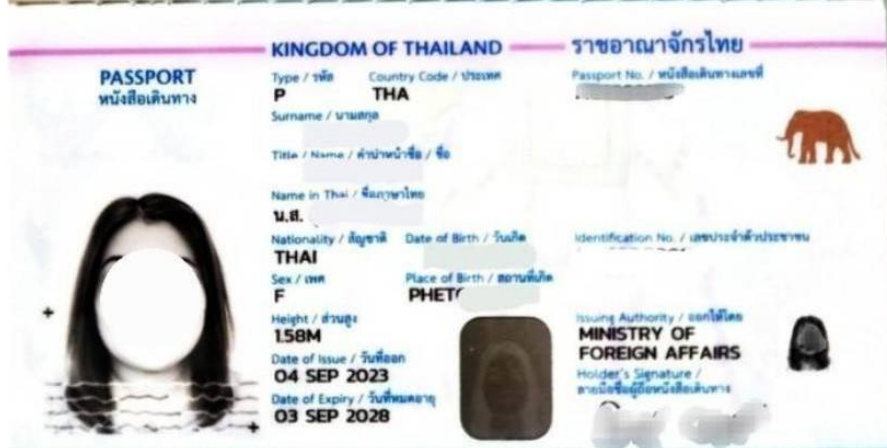 KINGDOM OF THAILAND ราชอาณาจักรไทย
PASSPORT
หนังสือเดินทาง
Type / รหัส Country Code / ประเทศ Passport No. / หนังสือเดินทางเลขที่
P THA
Surname / นามสกุล
Title / Name / คำนำหน้าชื่อ / ชื่อ
Name in Thai / ชื่อภาษาไทย
น.ส.
Nationality / สัญชาติ Date of Birth / วันเกิด Identification No. / เลขประจำตัวประชาชน
THAI
Sex / เพศ Place of Birth / สถานที่เกิด
F
Height / ส่วนสูง Issuing Authority / ออกให้โดย
1.58M MINISTRY OF
FOREIGN AFFAIRS
Date of Issue / วันที่ออก Holder's Signature /
04 SEP 2023 ลายมือชื่อผู้ถือหนังสือเดินทาง
Date of Expiry / วันที่หมดอายุ
03 SEP 2028